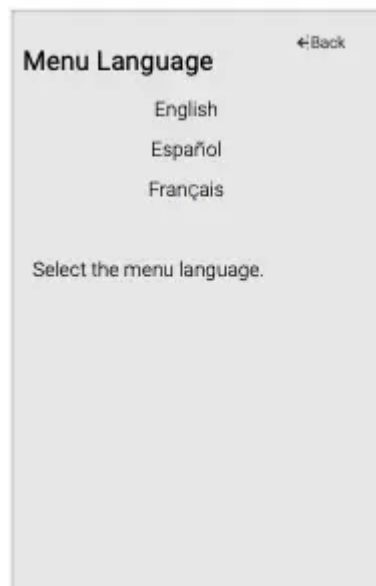 ←Back
Menu Language
English
Español
Français
Select the menu language.